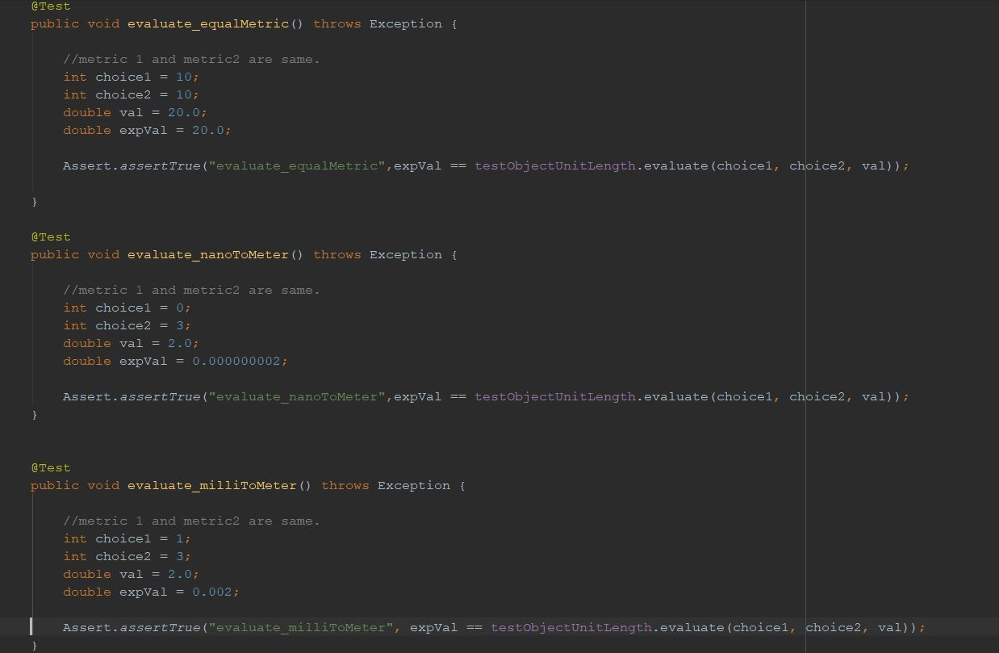 @Test
public void evaluate_equalMetric() throws Exception {
//metric 1 and metric2 are same.
int choice1 = 10;
int choice2 = 10;
double val = 20.0;
double expVal = 20.0;
Assert.assertTrue("evaluate_equalMetric",expVal == testObjectUnitLength.evaluate(choice1, choice2, val));
}
@Test
public void evaluate_nanoToMeter() throws Exception {
//metric 1 and metric2 are same.
int choice1 = 0;
int choice2 = 3;
double val = 2.0;
double expVal = 0.000000002;
Assert.assertTrue("evaluate_nanoToMeter",expVal == testObjectUnitLength.evaluate(choice1, choice2, val));
}
@Test
public void evaluate_milliToMeter() throws Exception {
//metric 1 and metric2 are same.
int choice1 = 1;
int choice2 = 3;
double val = 2.0;
double expVal = 0.002;
Assert.assertTrue("evaluate_milliToMeter", expVal == testObjectUnitLength.evaluate(choice1, choice2, val));
}